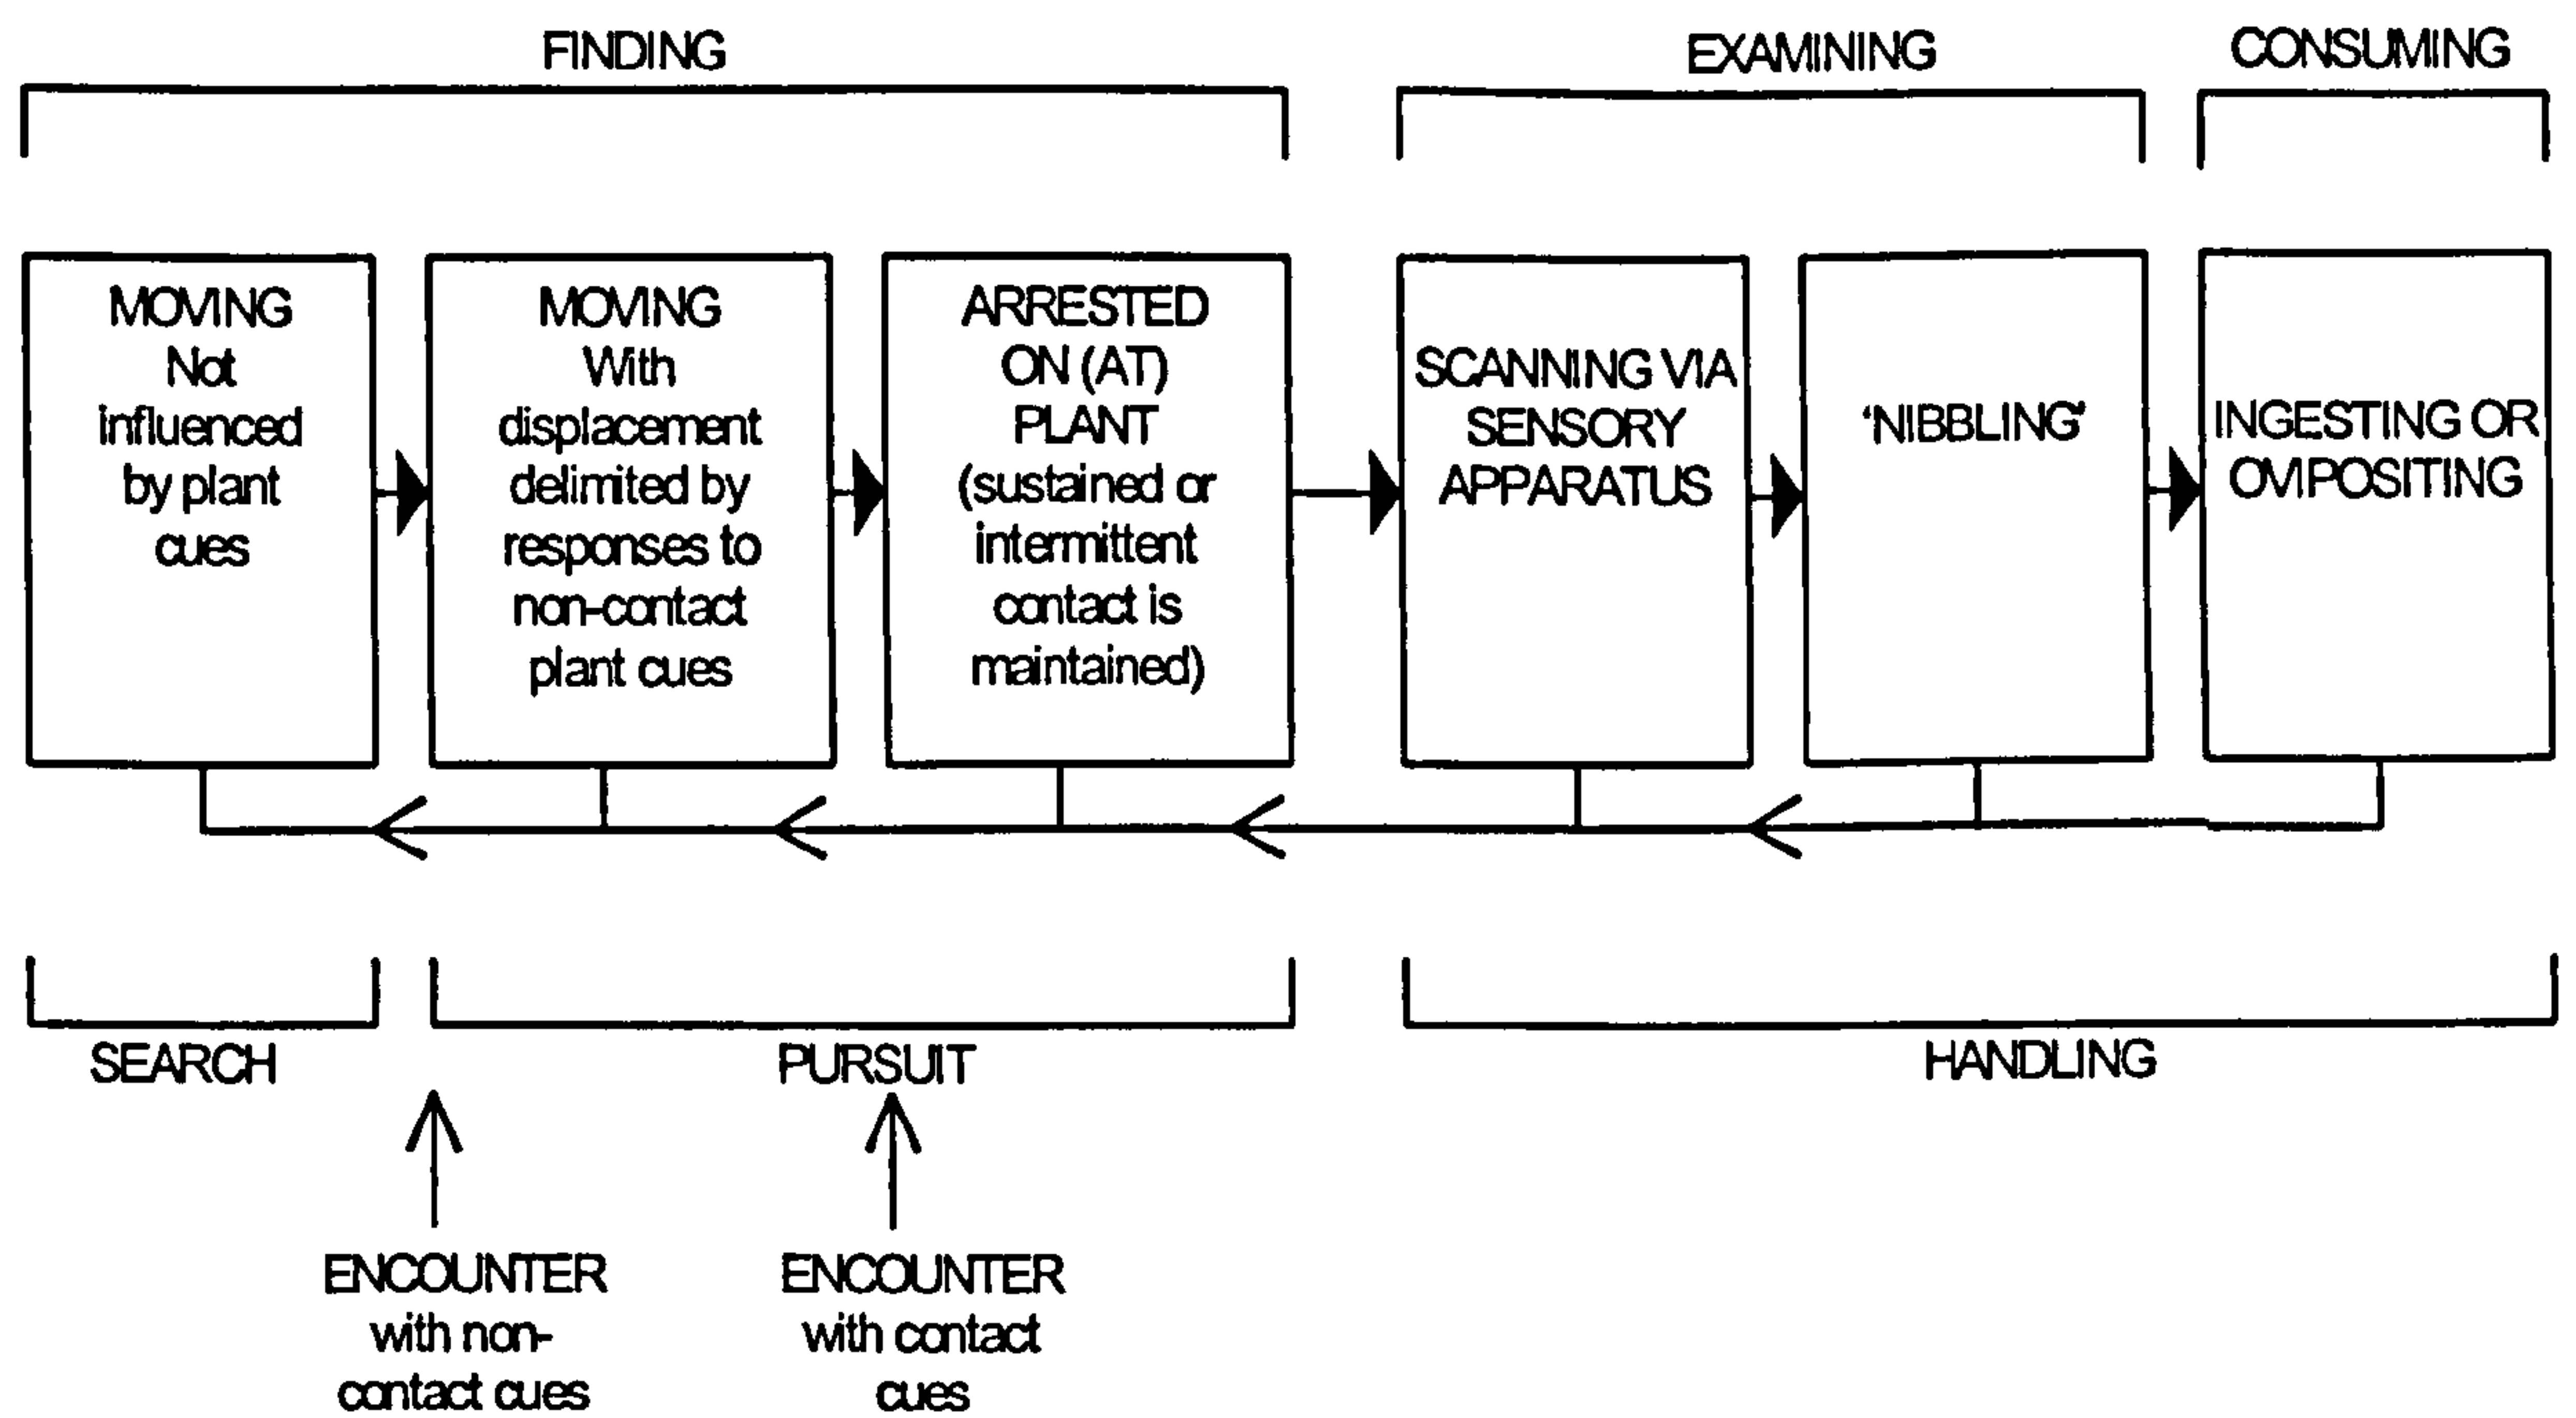 FINDING
EXAMINING
CONSUMING
MOVING
Not
influenced
by plant
cues
MOVING
With
displacement
delimited by
responses to
non-contact
plant cues
ARRESTED
ON (AT)
PLANT
(sustained or
intermittent
contact is
maintained)
SCANNING VIA
SENSORY
APPARATUS
'NIBBLING'
INGESTING OR
OVIPOSITING
SEARCH
PURSUIT
HANDLING
ENCOUNTER
with non-
contact cues
ENCOUNTER
with contact
cues